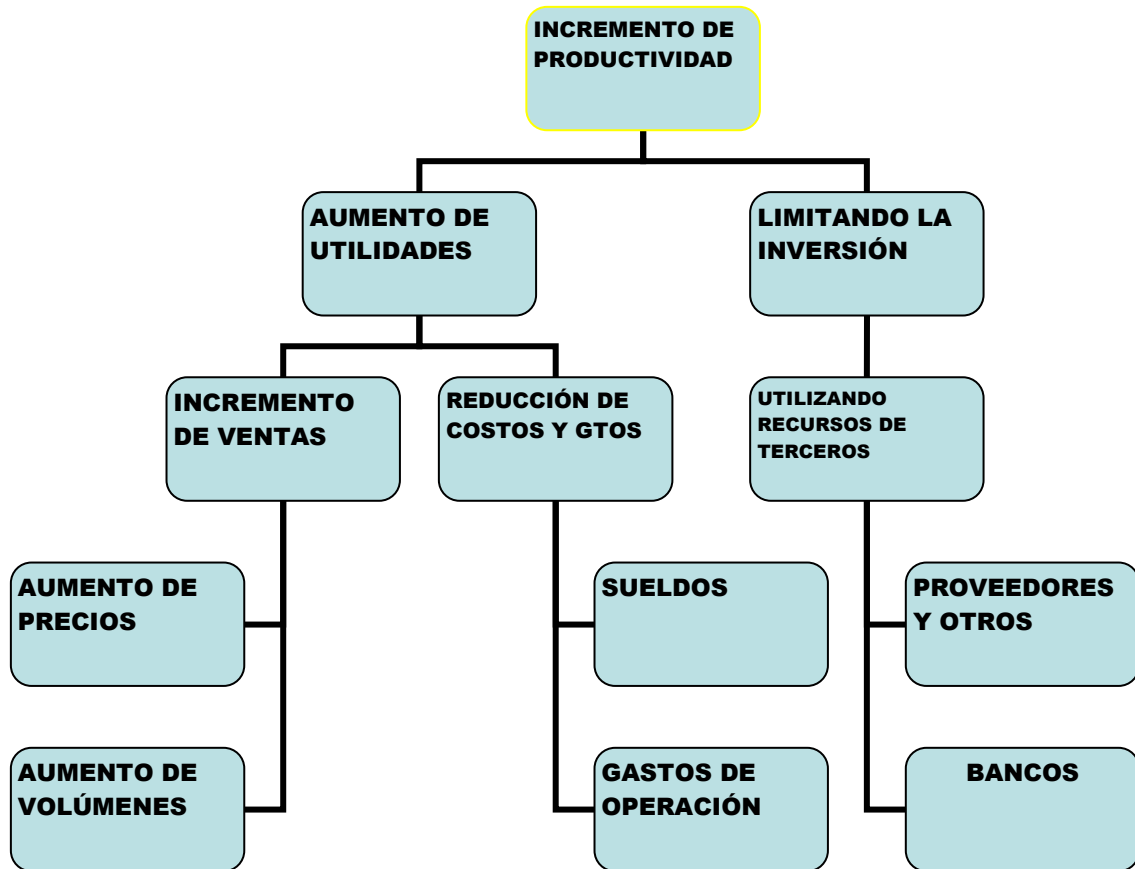 INCREMENTO DE
PRODUCTIVIDAD
AUMENTO DE
UTILIDADES
LIMITANDO LA
INVERSIÓN
INCREMENTO
DE VENTAS
REDUCCIÓN DE
COSTOS Y GTOS
UTILIZANDO
RECURSOS DE
TERCEROS
AUMENTO DE
PRECIOS
SUELDOS
PROVEEDORES
Y OTROS
AUMENTO DE
VOLÚMENES
GASTOS DE
OPERACIÓN
BANCOS